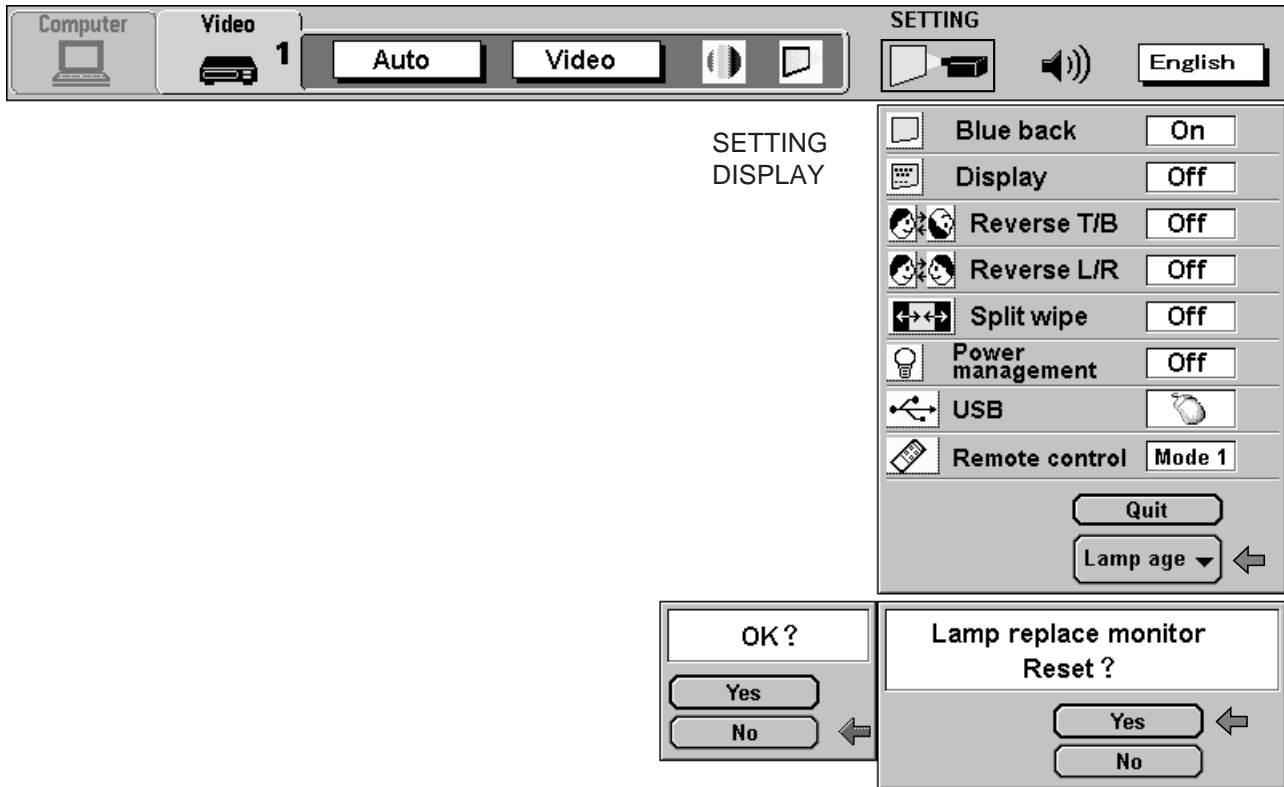 Computer
Video
1
Auto
Video
SETTING
English
SETTING
DISPLAY
Blue back On
Display Off
Reverse T/B Off
Reverse L/R Off
Split wipe Off
Power
management Off
USB
Remote control Mode 1
Quit
Lamp age
OK?
Yes
No
Lamp replace monitor
Reset?
Yes
No